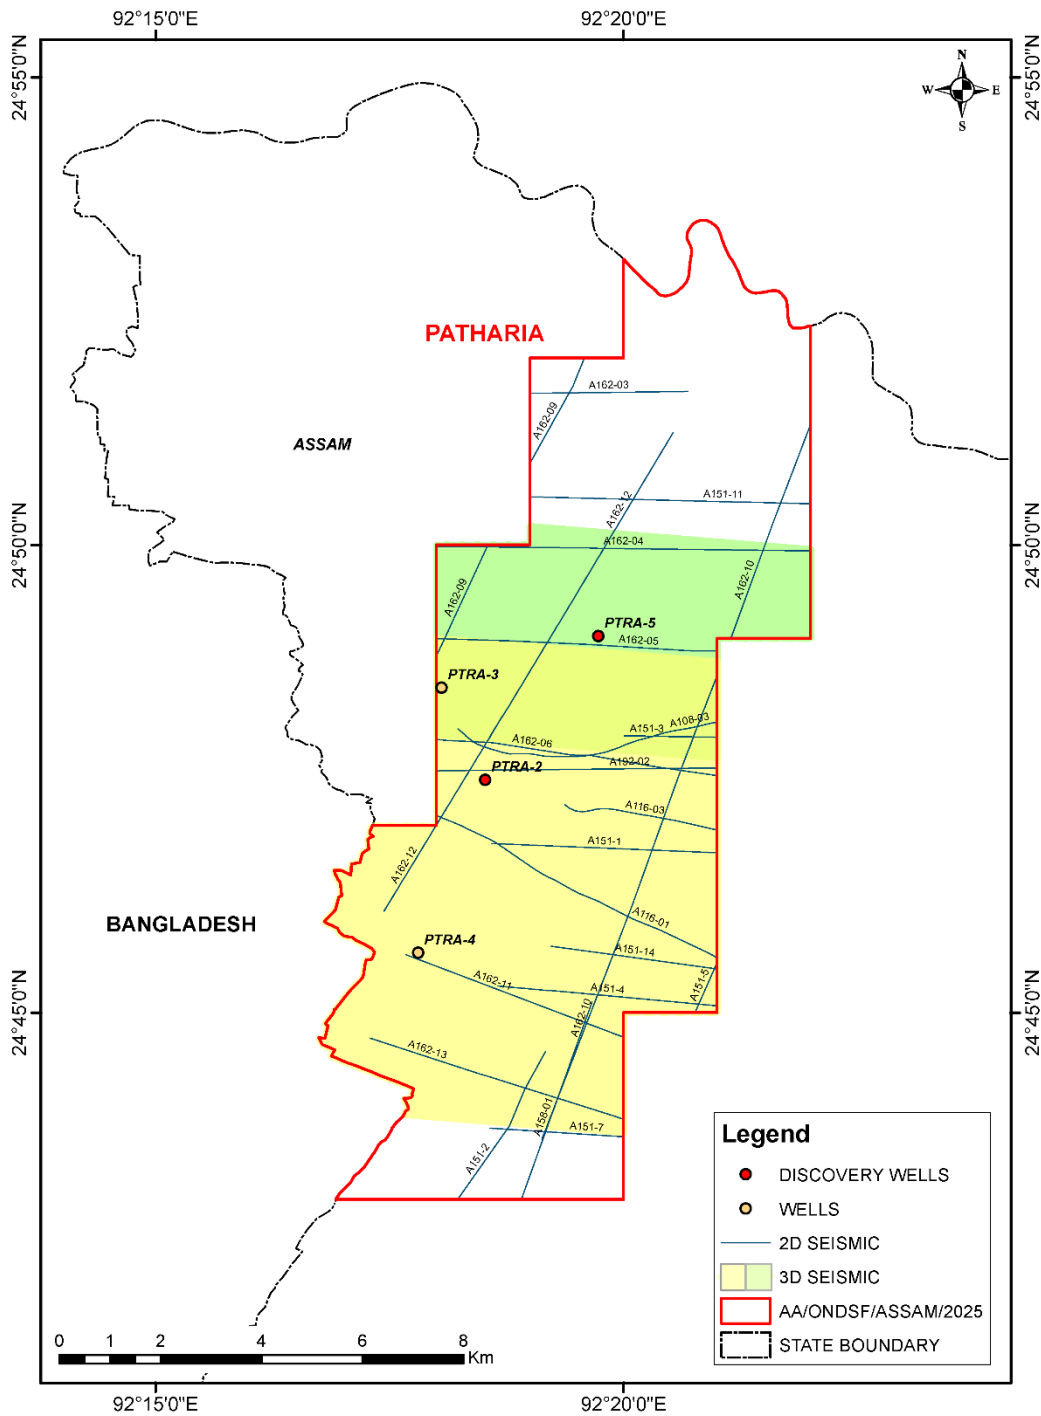 92°15'0"E
92°20'0"E
24°55'0"N
24°55'0"N
N
W
E
S
PATHARIA
A162-03
A162-09
ASSAM
A162-12
A151-11
24°50'0"N
24°50'0"N
A162-04
A162-10
A162-09
PTRA-5
A162-05
PTRA-3
A108-03
A151-3
A162-06
A192-02
PTRA-2
A116-03
A151-1
A162-12
A116-01
BANGLADESH
PTRA-4
A151-14
A162-11
A151-4
A151-5
A162-10
24°45'0"N
24°45'0"N
A162-13
A158-01
A151-7
A151-2
Legend
DISCOVERY WELLS
WELLS
2D SEISMIC
3D SEISMIC
AA/ONDSF/ASSAM/2025
STATE BOUNDARY
0 1 2 4 6 8
Km
92°15'0"E
92°20'0"E